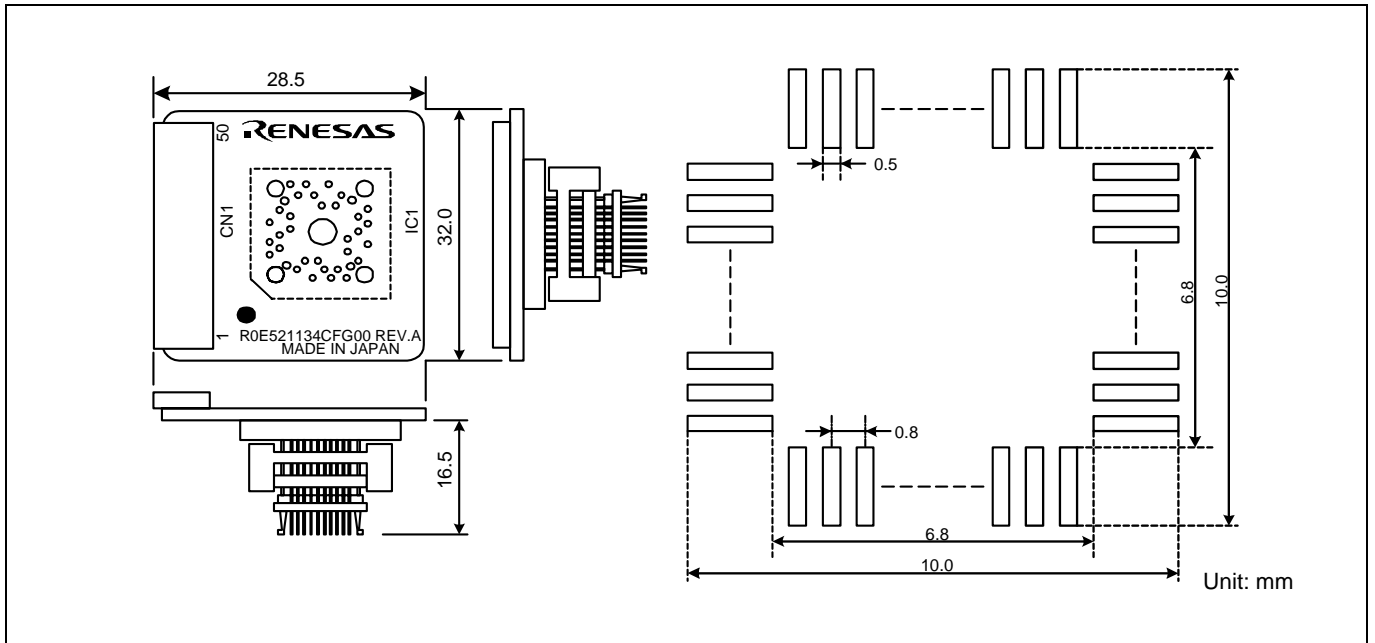 28.5
50
RENESAS
CN1
IC1
32.0
1
R0E521134CFG00 REV.A
MADE IN JAPAN
16.5
0.5
6.8
10.0
0.8
6.8
10.0
Unit: mm